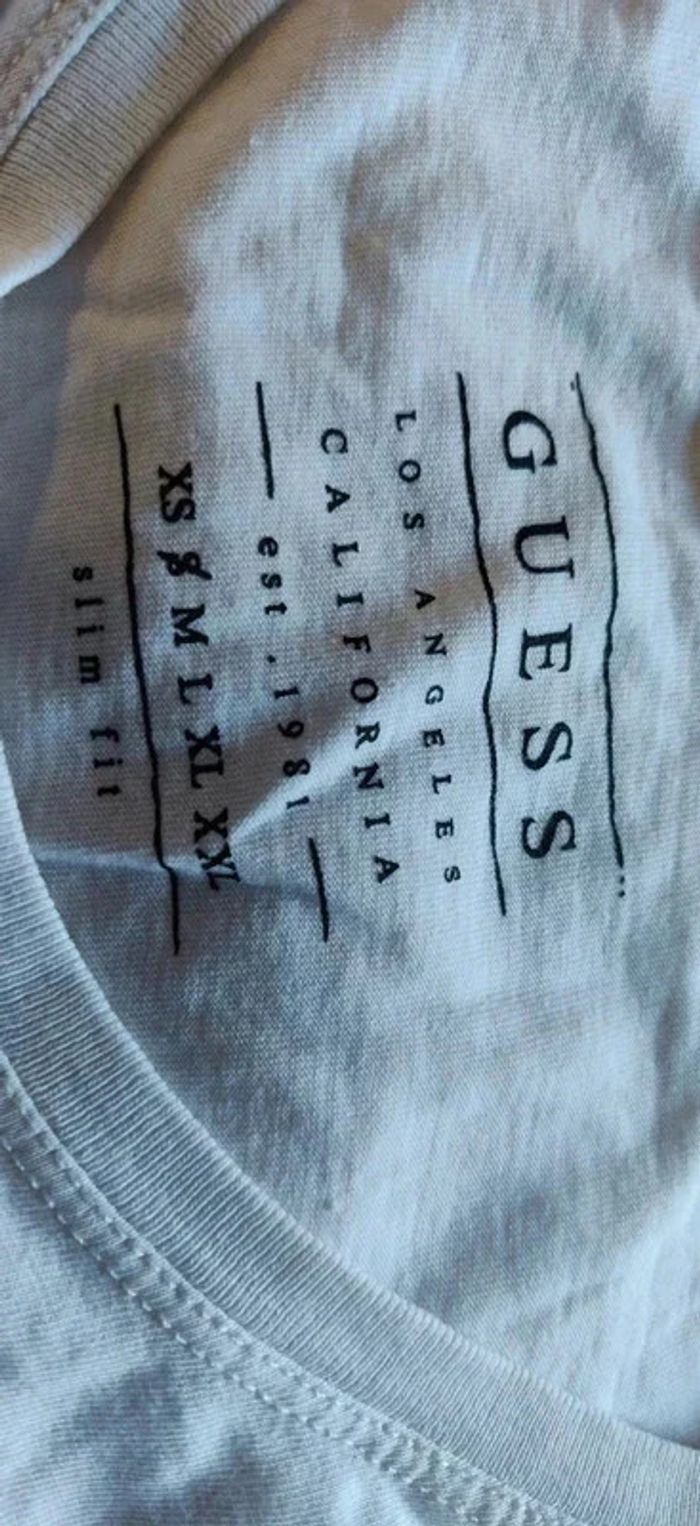 GUESS
LOS ANGELES
CALIFORNIA
est.1981
XS S M L XL XXL
slim fit